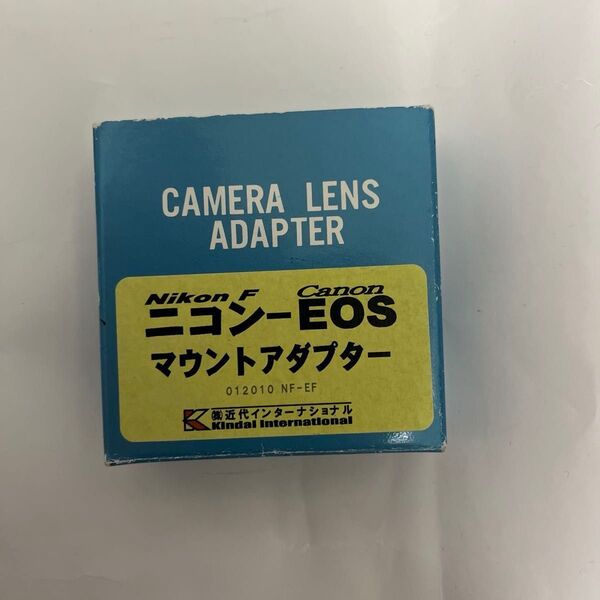 CAMERA LENS
ADAPTER
Nikon F Canon
ニコン-EOS
マウントアダプター
012010 NF-EF
㈱近代インターナショナル
Kindai International